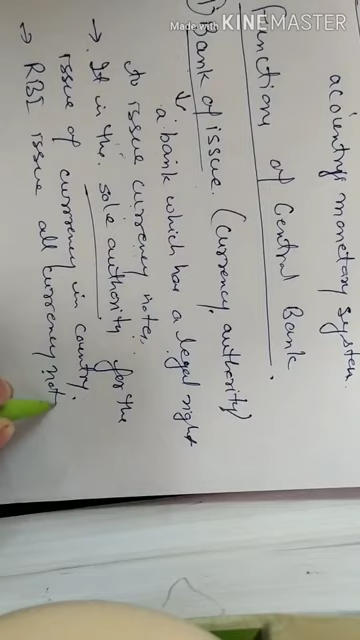 Made with KINEMASTER
a country's monetary system.
Functions of Central Bank.
1) Bank of issue. (Currency authority)
a bank which has a legal right
to issue currency notes.
→ It is the sole authority for the
issue of currency in country.
→ RBI issue all currency not